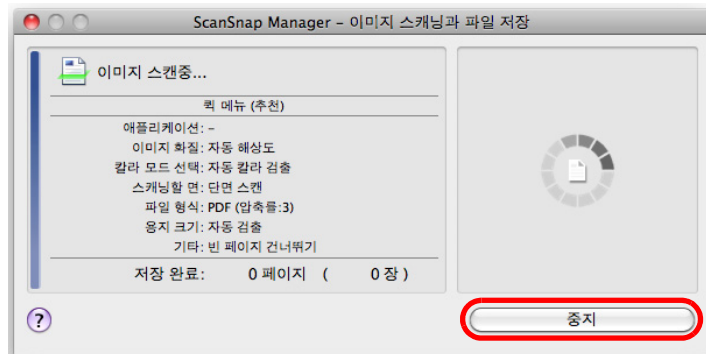 ScanSnap Manager – 이미지 스캐닝과 파일 저장
이미지 스캔중...
퀵 메뉴 (추천)
애플리케이션: –
이미지 화질: 자동 해상도
칼라 모드 선택: 자동 칼라 검출
스캐닝할 면: 단면 스캔
파일 형식: PDF (압축률:3)
용지 크기: 자동 검출
기타: 빈 페이지 건너뛰기
저장 완료: 0 페이지 ( 0 장 )
?
중지